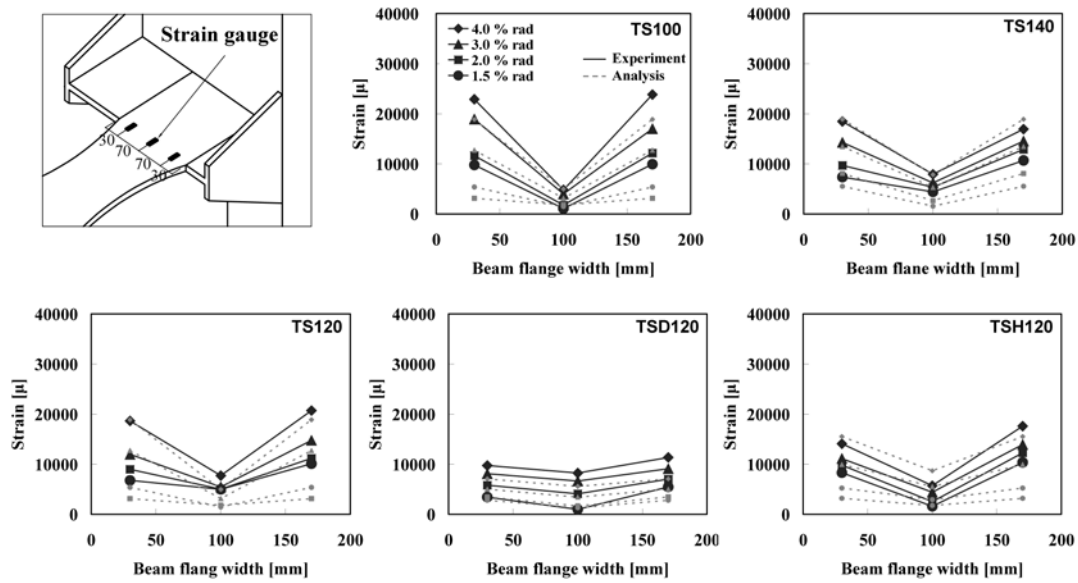 Strain gauge
30
70
70
30
TS100
4.0 % rad
3.0 % rad
2.0 % rad
1.5 % rad
Experiment
Analysis
Strain [μ]
40000
30000
20000
10000
0
0 50 100 150 200
Beam flange width [mm]
TS140
Strain [μ]
40000
30000
20000
10000
0
0 50 100 150 200
Beam flane width [mm]
TS120
Strain [μ]
40000
30000
20000
10000
0
0 50 100 150 200
Beam flang width [mm]
TSD120
Strain [μ]
40000
30000
20000
10000
0
0 50 100 150 200
Beam flange width [mm]
TSH120
Strain [μ]
40000
30000
20000
10000
0
0 50 100 150 200
Beam flange width [mm]